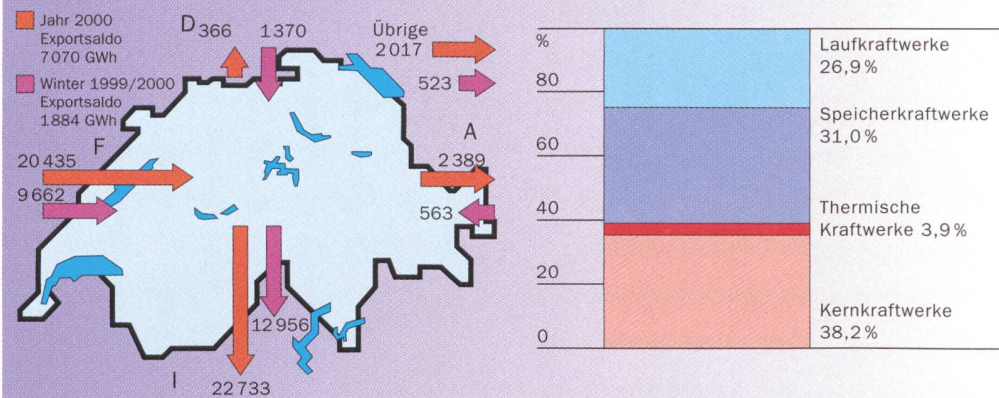 Jahr 2000
Exportsaldo
7070 GWh
Winter 1999/2000
Exportsaldo
1884 GWh
D
366
1370
Übrige
2017
523
F
20435
9662
A
2389
563
12956
I
22733
%
80
60
40
20
0
Laufkraftwerke
26,9%
Speicherkraftwerke
31,0%
Thermische
Kraftwerke 3,9%
Kernkraftwerke
38,2%